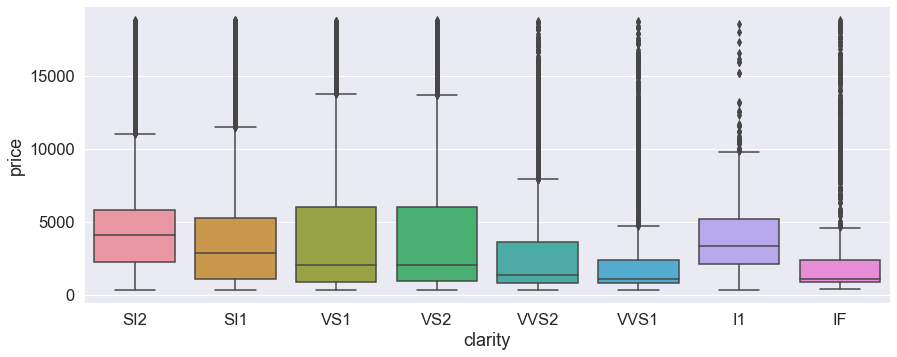 15000
10000
5000
0
price
SI2 SI1 VS1 VS2 VVS2 VVS1 I1 IF
clarity